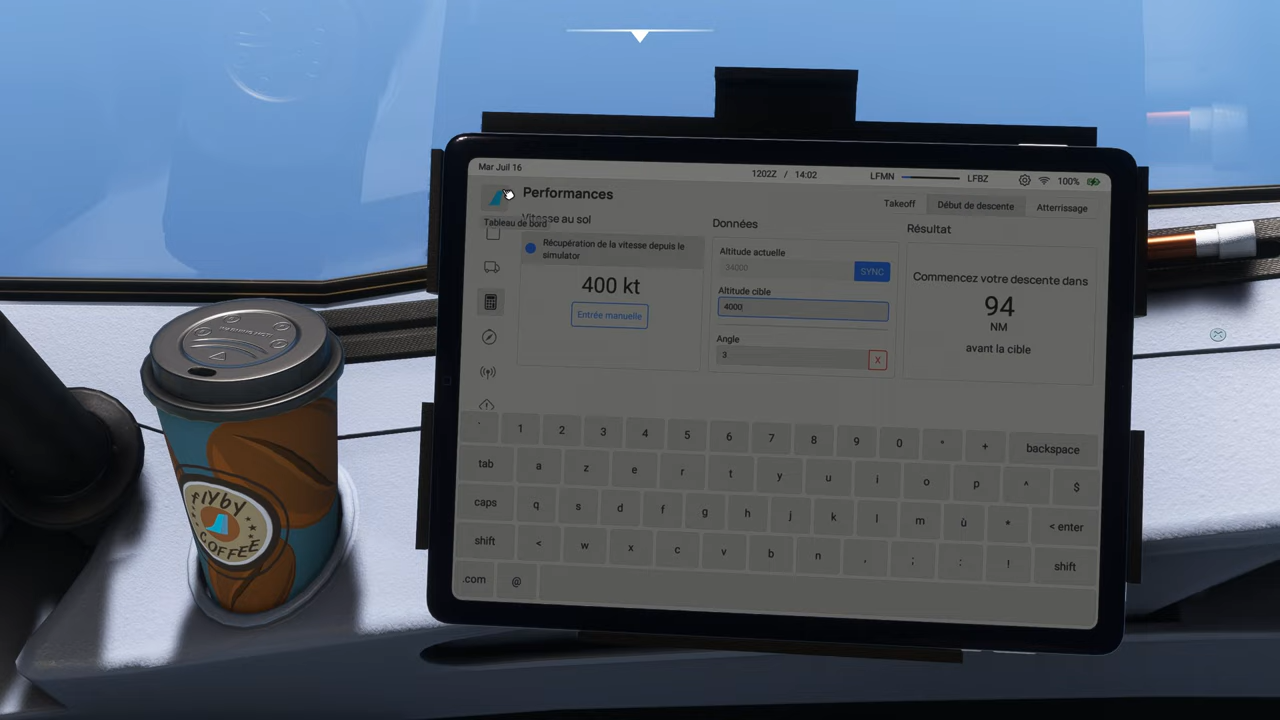 Mar Juil 16
1202Z / 14:02
LFMN
LFBZ
100%
Performances
Takeoff
Début de descente
Atterrissage
Tableau de bord
Vitesse au sol
Récupération de la vitesse depuis le
simulator
400 kt
Entrée manuelle
Données
Altitude actuelle
34000
SYNC
Altitude cible
4000
Angle
3
X
Résultat
Commencez votre descente dans
94
NM
avant la cible
1 2 3 4 5 6 7 8 9 0 ° + backspace
tab a z e r t y u i o p ^ $
caps q s d f g h j k l m ù * < enter
shift < w x c v b n , ; : ! shift
.com @
flyby
COFFEE